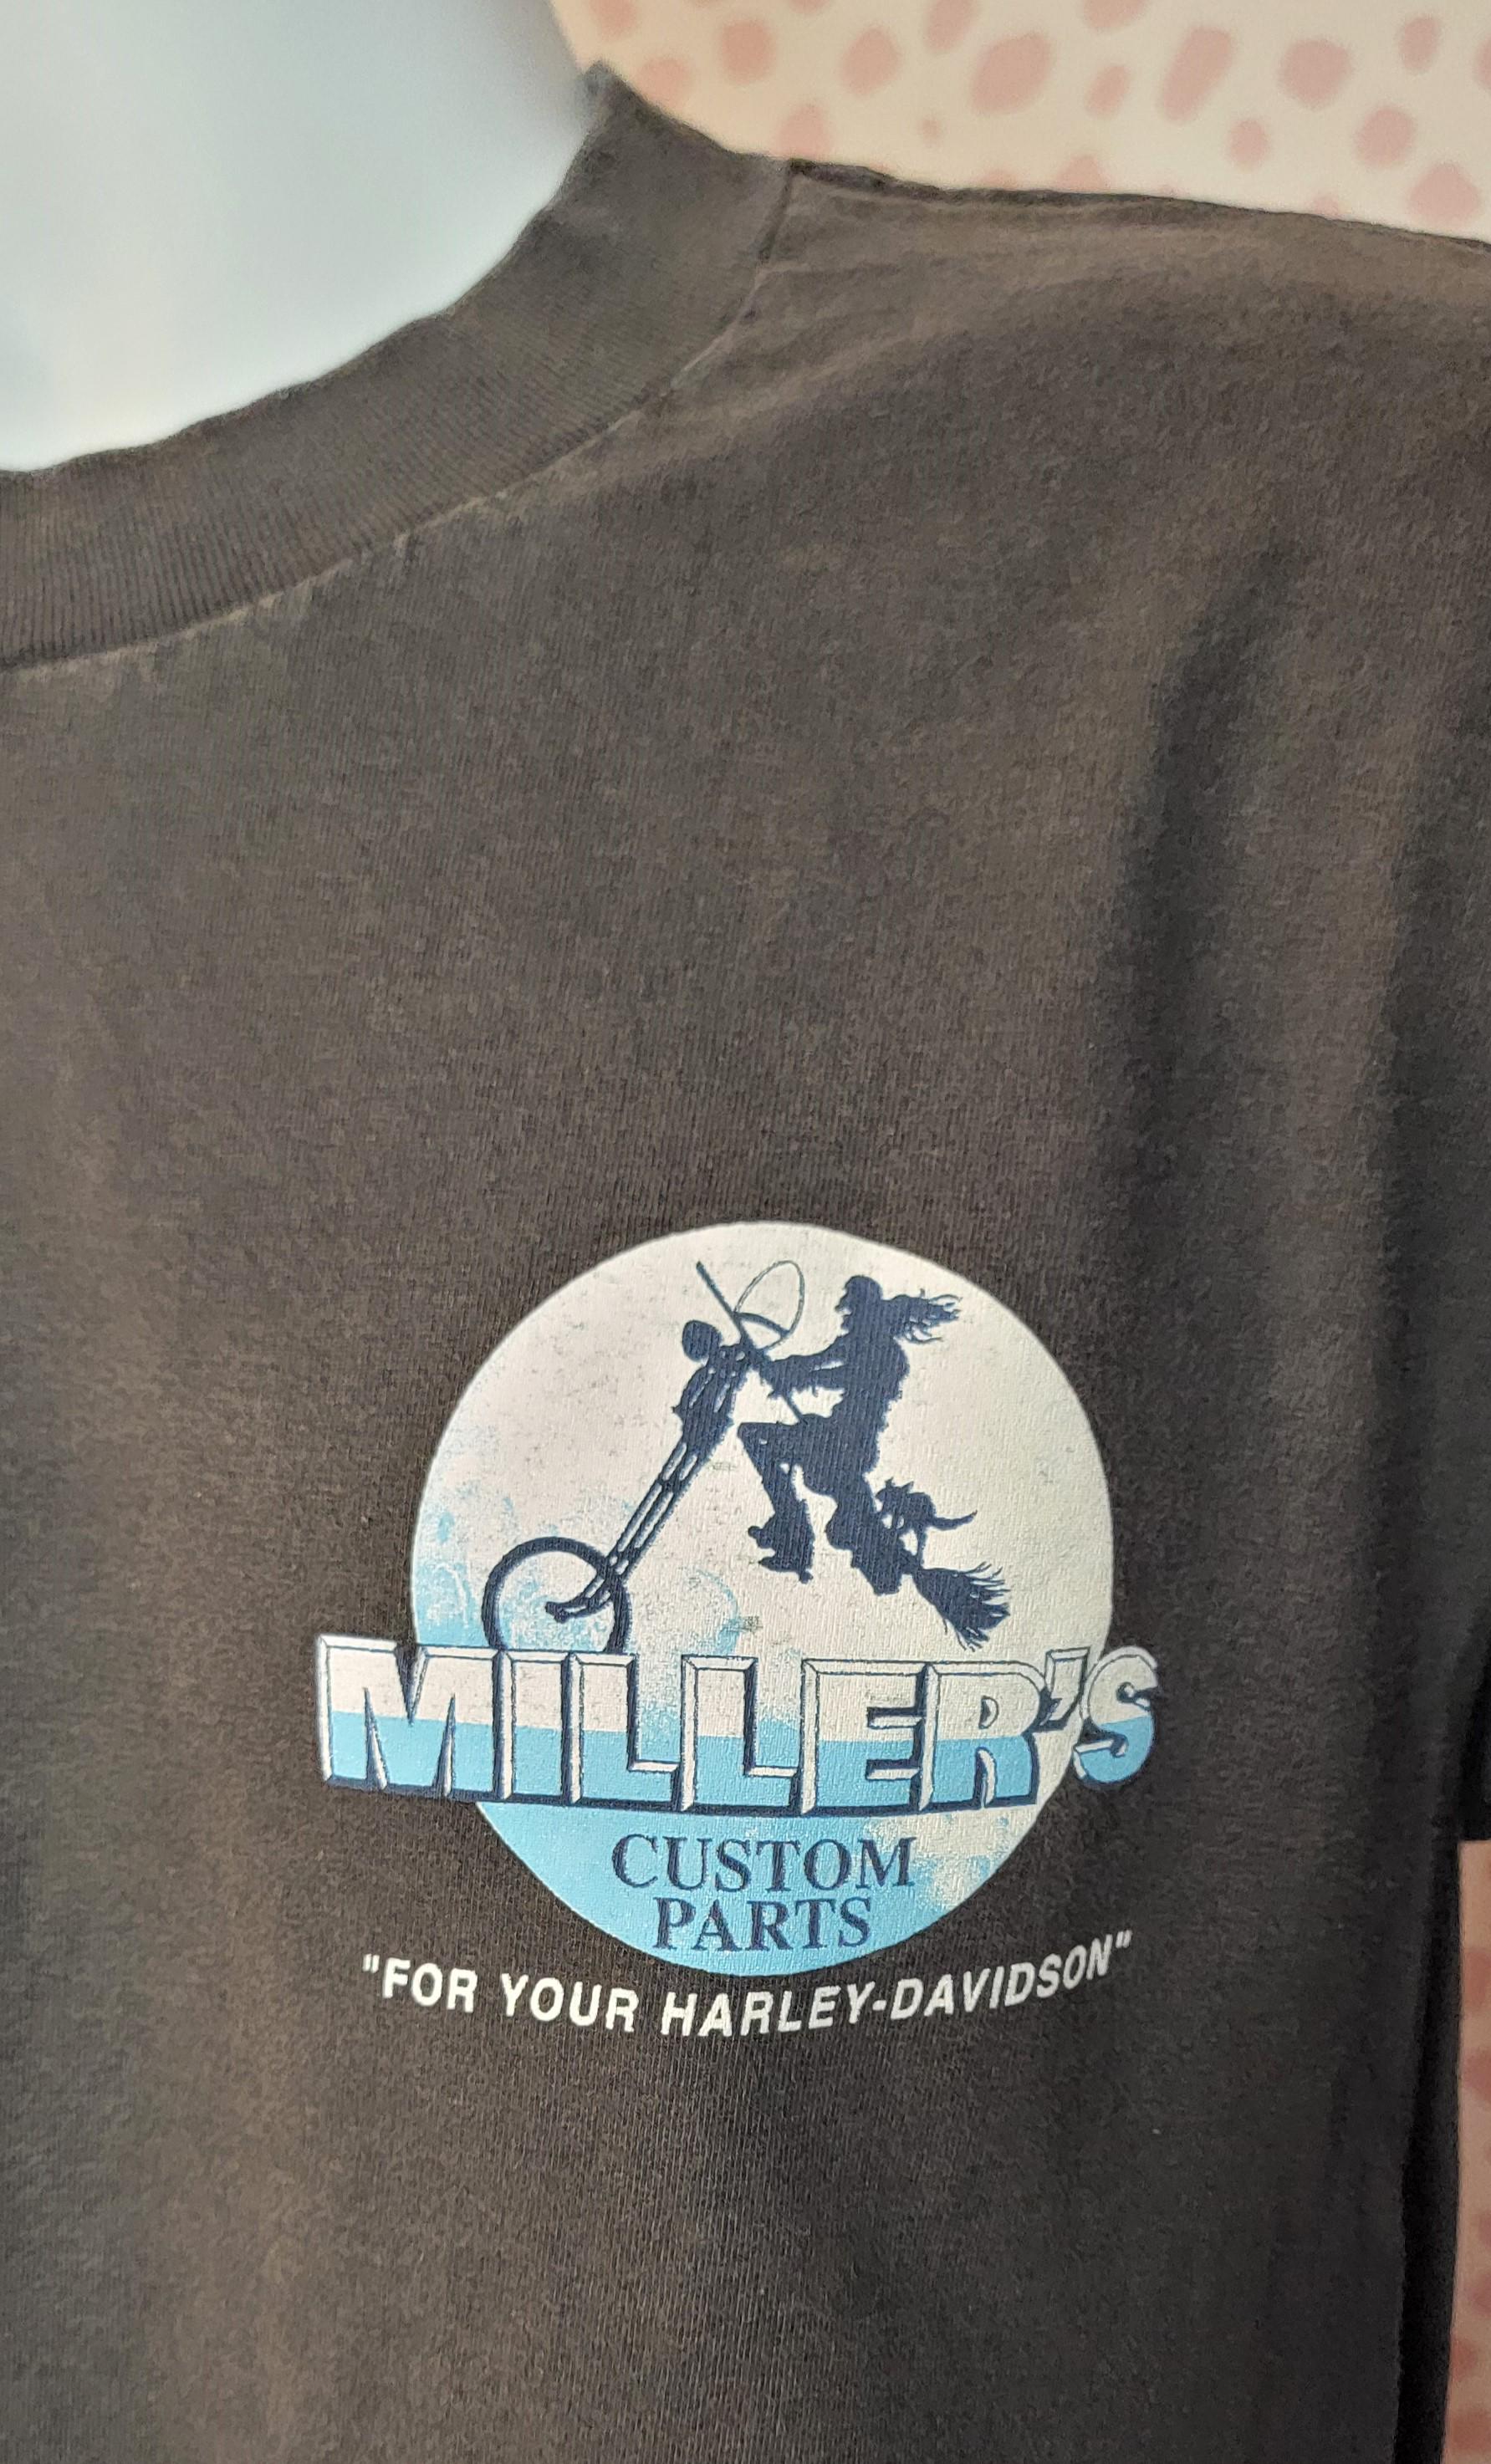 MILLER'S
CUSTOM
PARTS
"FOR YOUR HARLEY-DAVIDSON"